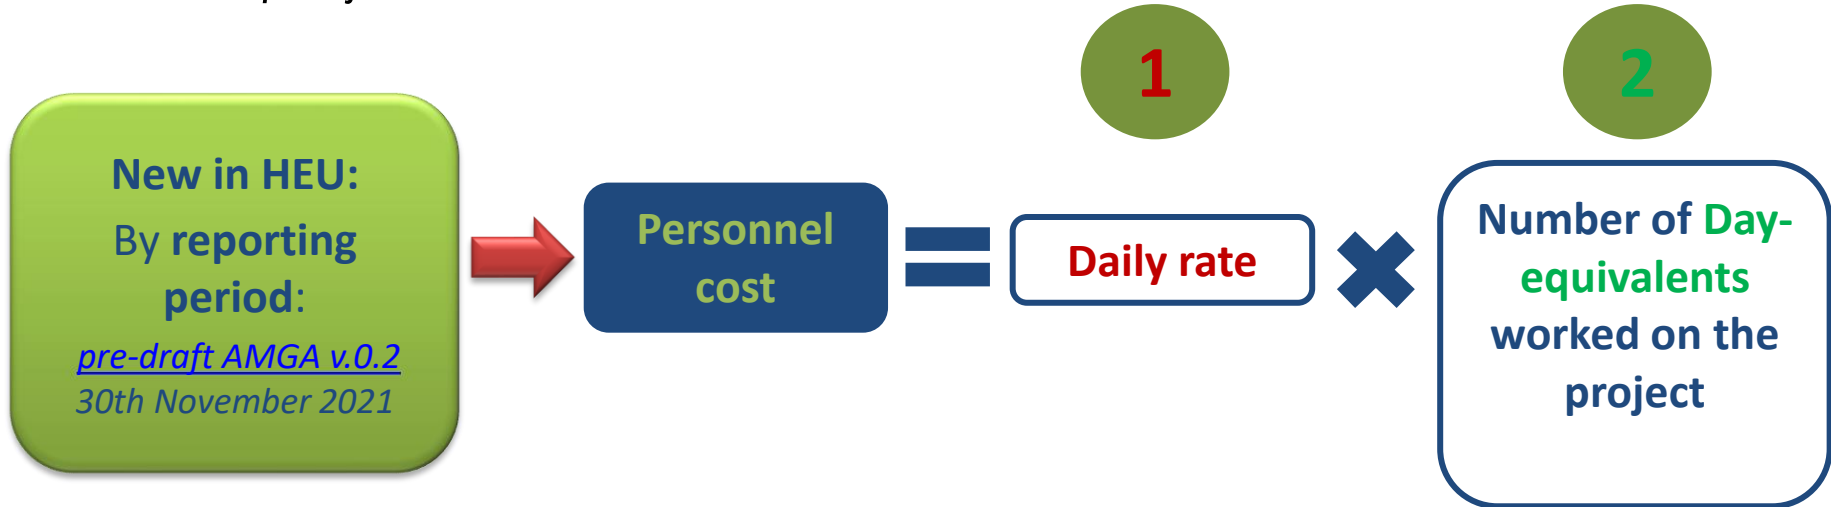 1
2
New in HEU:
By reporting
period:
pre-draft AMGA v.0.2
30th November 2021
Personnel
cost
Daily rate
Number of Day-
equivalents
worked on the
project